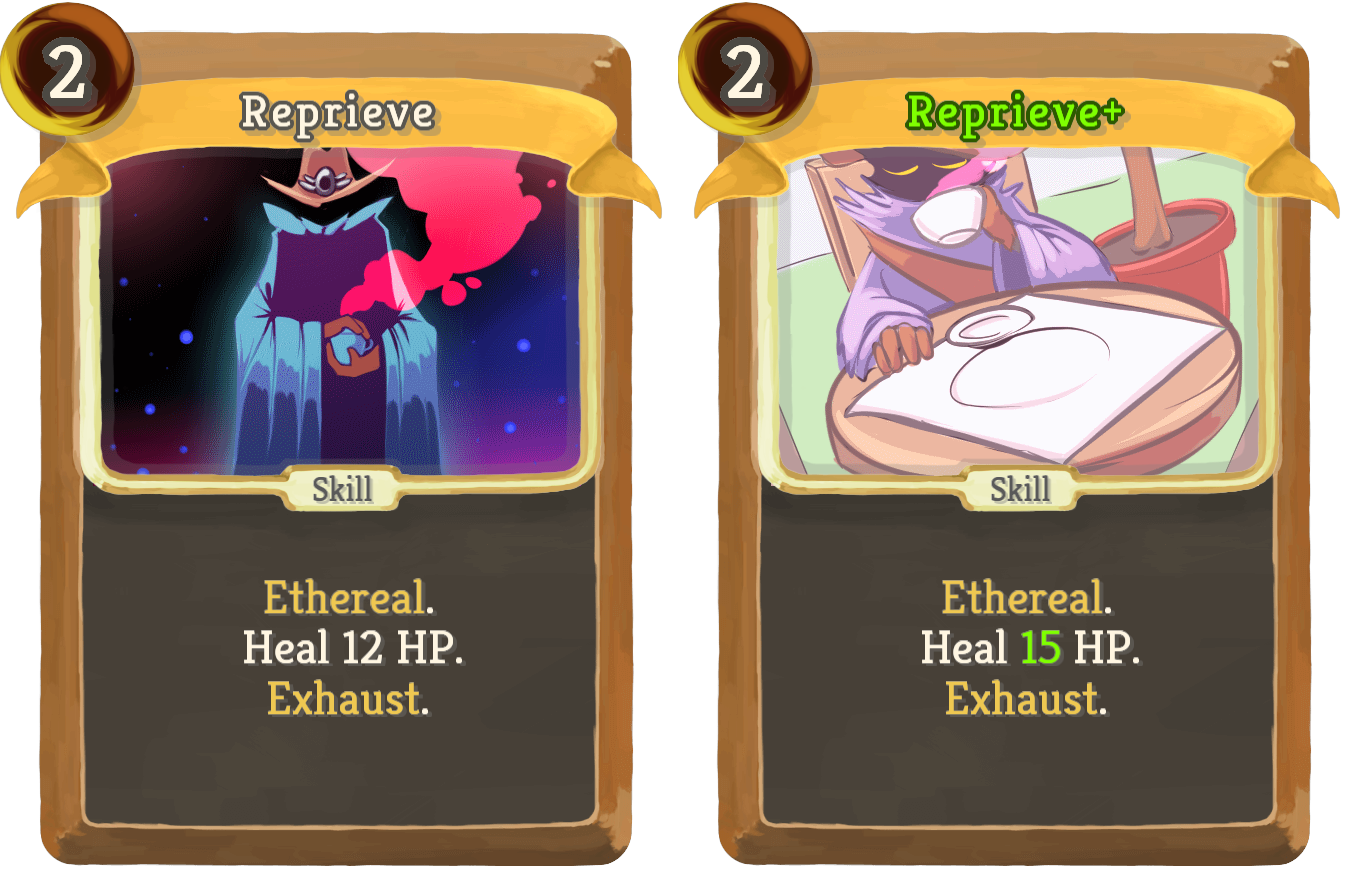 2
Reprieve
Skill
Ethereal.
Heal 12 HP.
Exhaust.
2
Reprieve+
Skill
Ethereal.
Heal 15 HP.
Exhaust.